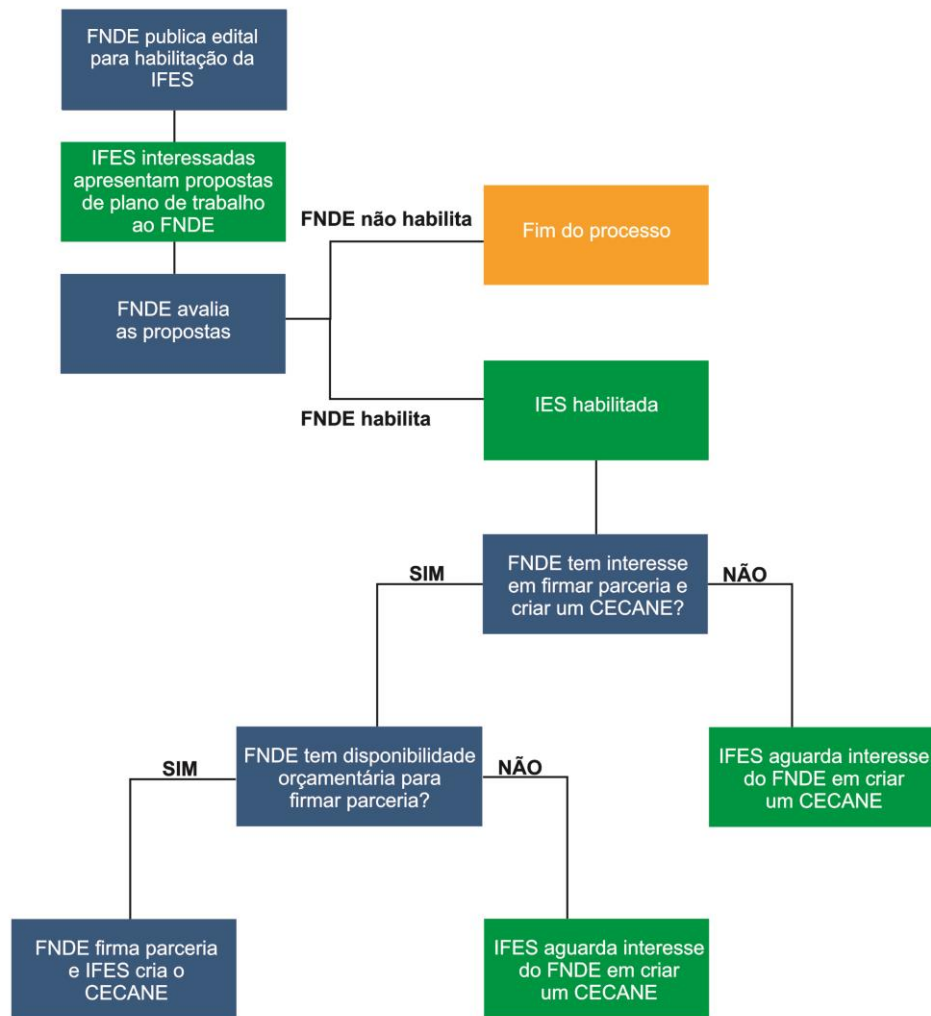 FNDE publica edital
para habilitação da
IFES
IFES interessadas
apresentam propostas
de plano de trabalho
ao FNDE
FNDE não habilita
Fim do processo
FNDE avalia
as propostas
FNDE habilita
IES habilitada
FNDE tem interesse
em firmar parceria e
criar um CECANE?
SIM
NÃO
FNDE tem disponibilidade
orçamentária para
firmar parceria?
SIM
NÃO
IFES aguarda interesse
do FNDE em criar
um CECANE
FNDE firma parceria
e IFES cria o
CECANE
IFES aguarda interesse
do FNDE em criar
um CECANE